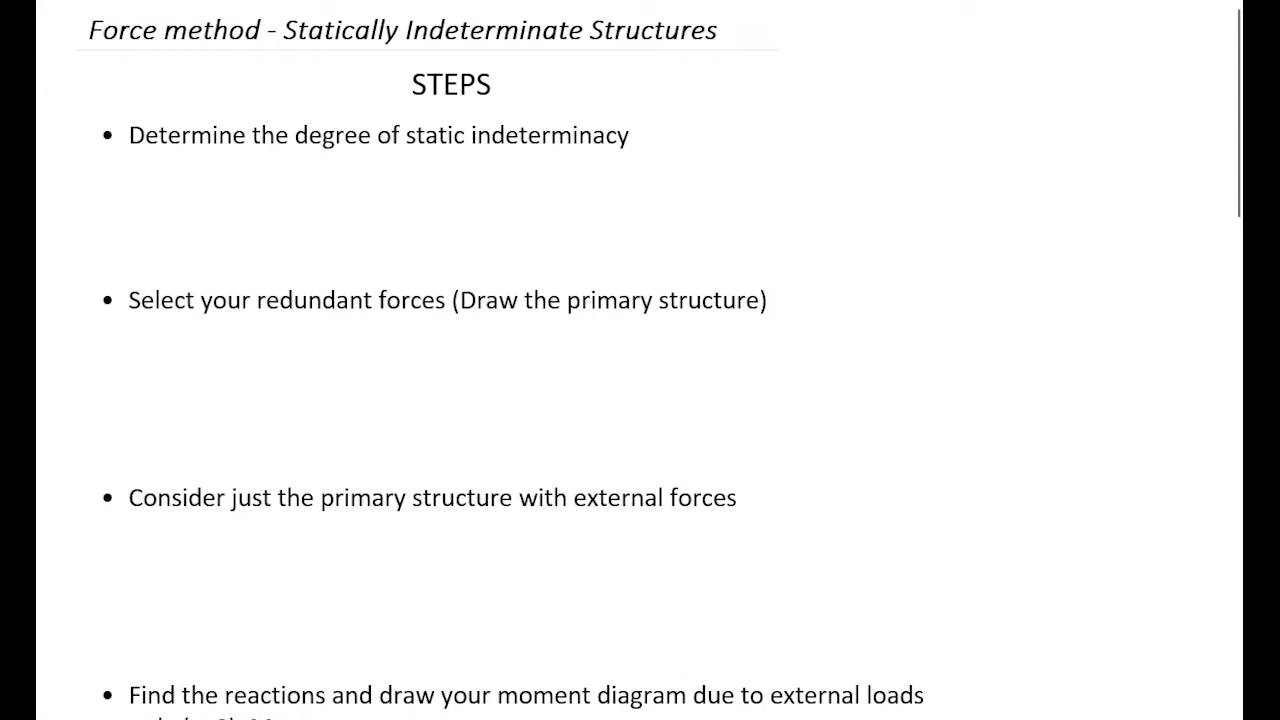 Force method - Statically Indeterminate Structures
STEPS
• Determine the degree of static indeterminacy
• Select your redundant forces (Draw the primary structure)
• Consider just the primary structure with external forces
• Find the reactions and draw your moment diagram due to external loads